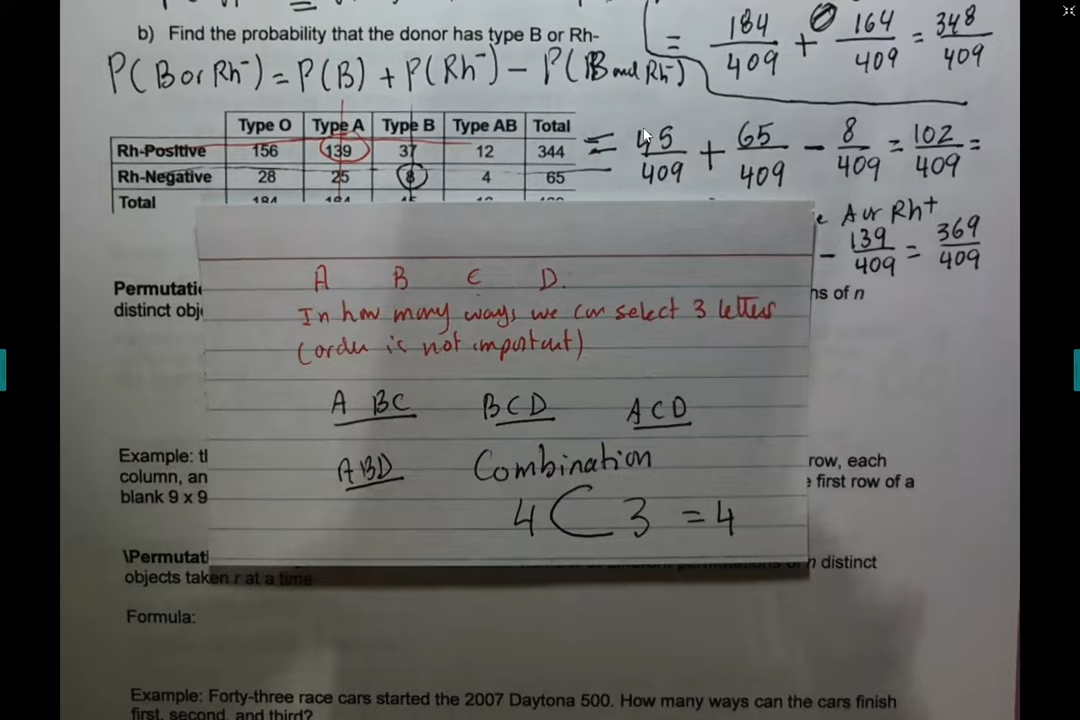 b) Find the probability that the donor has type B or Rh-
= 184/409 + 0 164/409 = 348/409
P(B or Rh-) = P(B) + P(Rh-) - P(B and Rh-)
Type O Type A Type B Type AB Total
Rh-Positive 156 139 37 12 344
Rh-Negative 28 25 8 4 65
Total
= 45/409 + 65/409 - 8/409 = 102/409 =
A or Rh+
- 139/409 = 369/409
A B C D.
In how many ways we can select 3 letters
(order is not important)
A BC BCD ACD
ABD Combination
4 C 3 = 4
distinct obj
of n
Example:
row, each
column, an
first row of a
blank 9 x 9
\Permutati
n distinct
objects taken r at a time
Formula:
Example: Forty-three race cars started the 2007 Daytona 500. How many ways can the cars finish
first, second, and third?